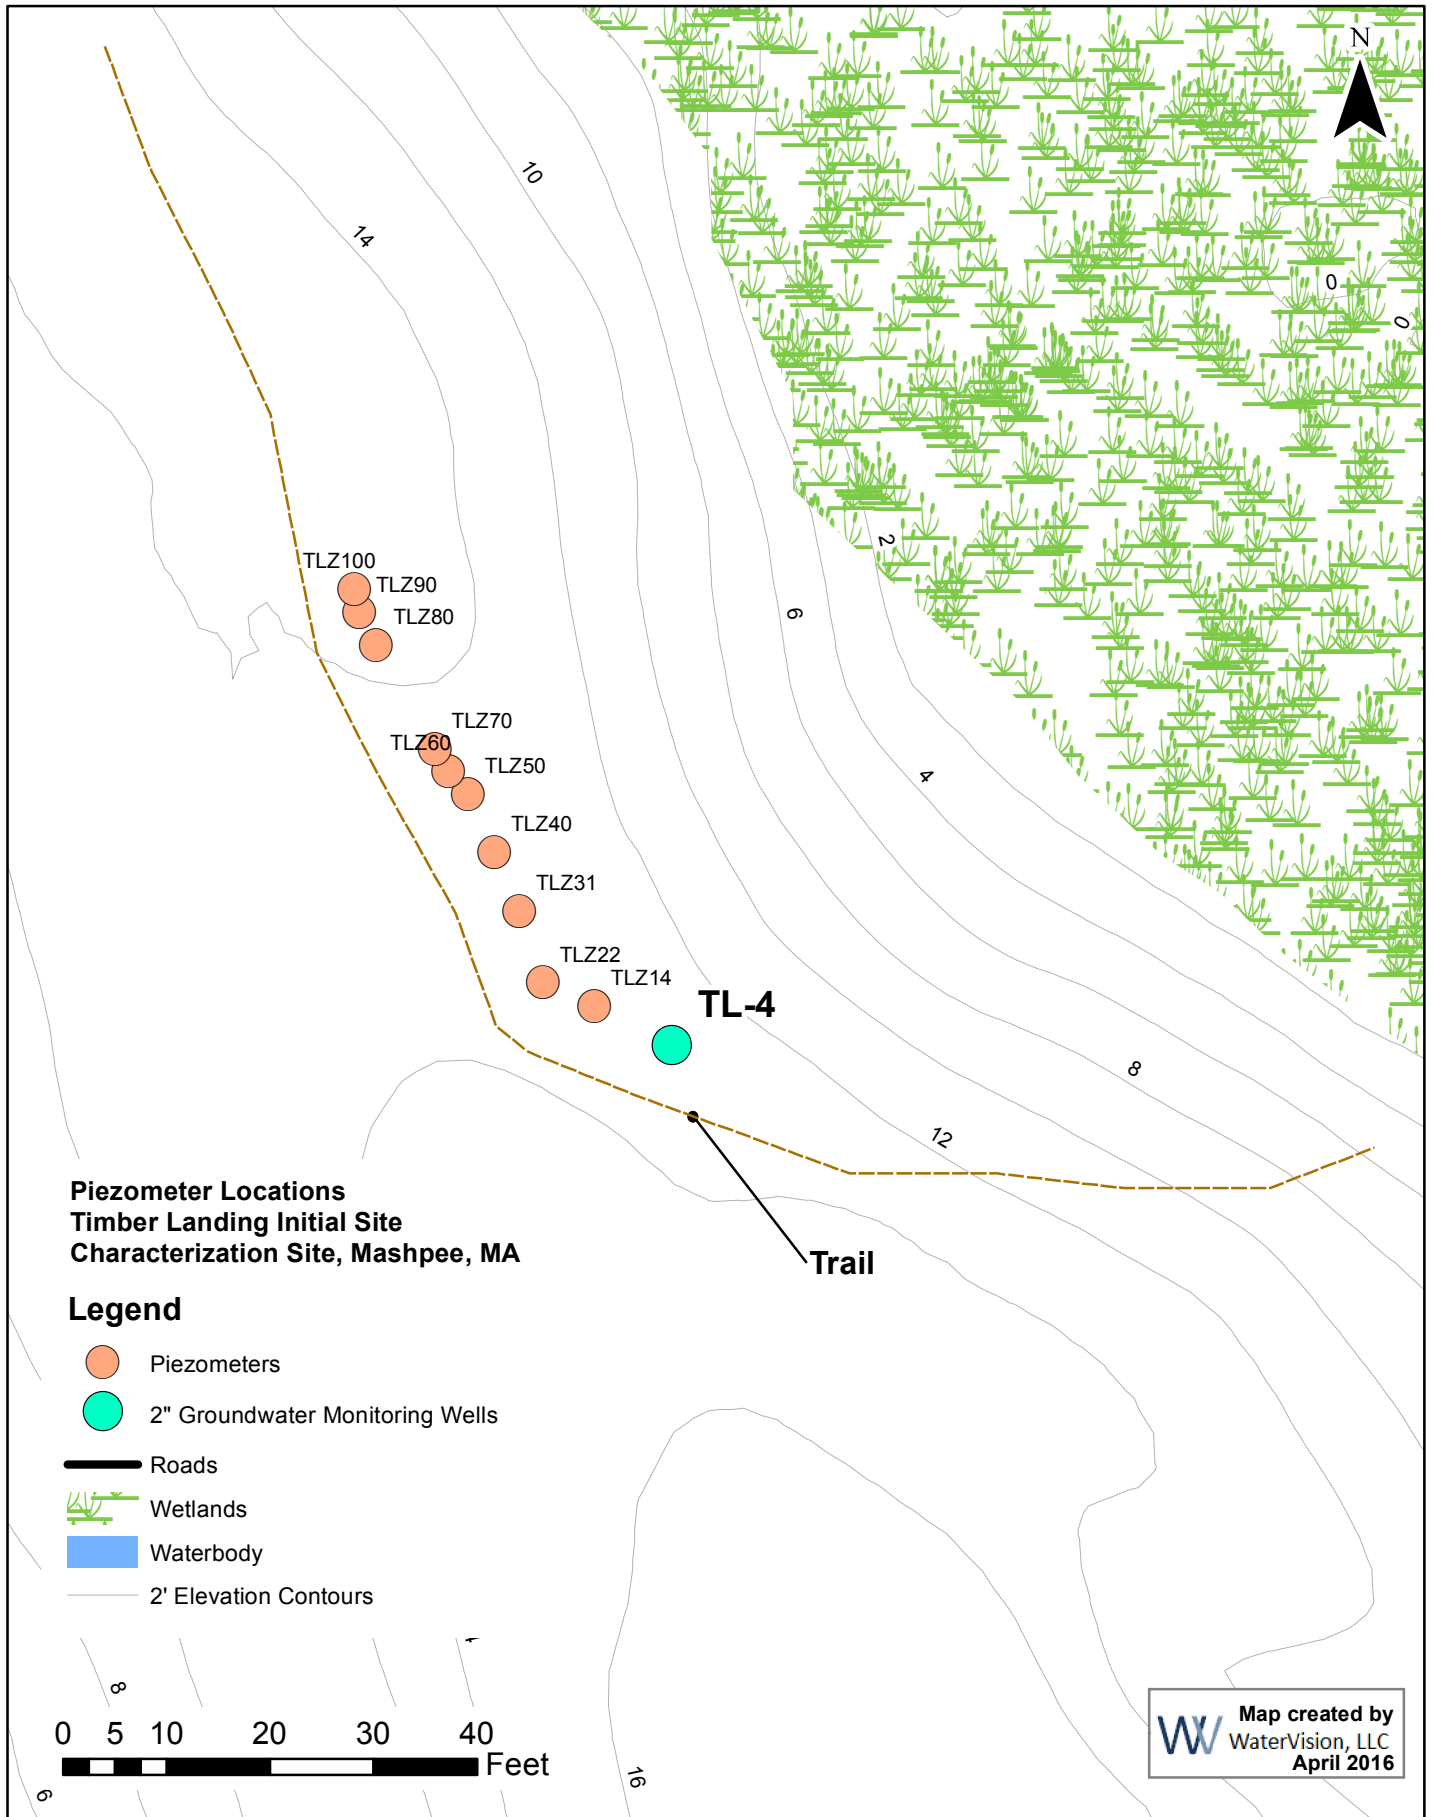 N
10
14
0
0
2
TLZ100
TLZ90
TLZ80
6
TLZ70
TLZ60
TLZ50
4
TLZ40
TLZ31
TLZ22
TLZ14
TL-4
8
12
Trail
Piezometer Locations
Timber Landing Initial Site
Characterization Site, Mashpee, MA
Legend
Piezometers
2" Groundwater Monitoring Wells
Roads
Wetlands
Waterbody
2' Elevation Contours
8
0 5 10 20 30 40
Feet
6
16
Map created by
WaterVision, LLC
April 2016